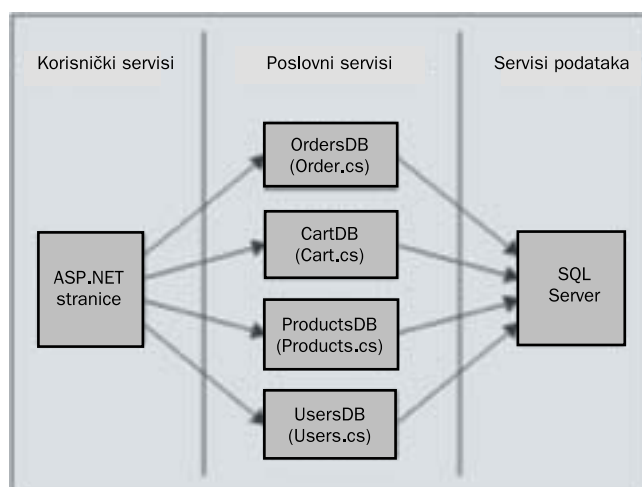 Korisnički servisi
Poslovni servisi
Servisi podataka
OrdersDB
(Order.cs)
CartDB
(Cart.cs)
ASP.NET
stranice
SQL
Server
ProductsDB
(Products.cs)
UsersDB
(Users.cs)